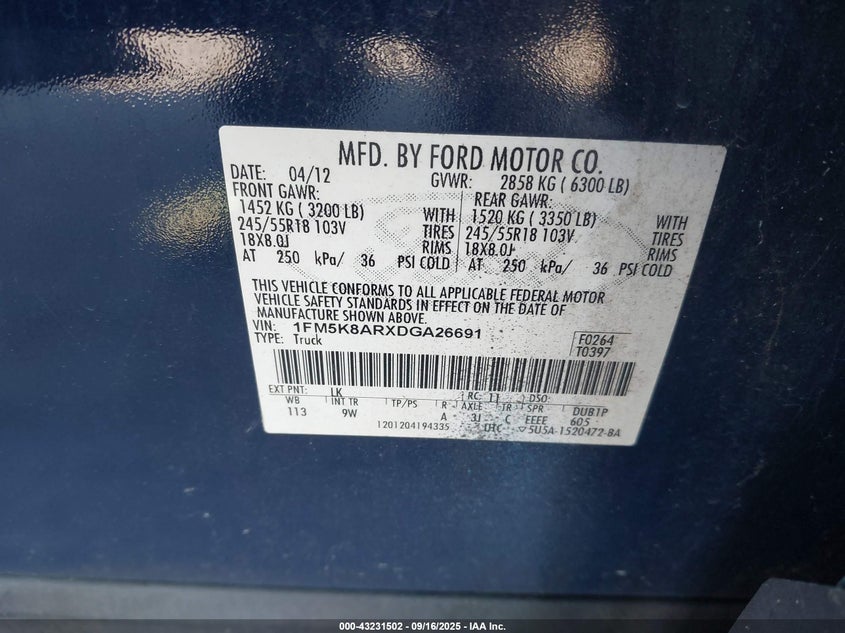 MFD. BY FORD MOTOR CO.
DATE: 04/12 GVWR: 2858 KG ( 6300 LB)
FRONT GAWR: REAR GAWR:
1452 KG ( 3200 LB) WITH 1520 KG ( 3350 LB) WITH
245/55R18 103V TIRES 245/55R18 103V TIRES
18X8.0J RIMS 18X8.0J RIMS
AT 250 kPa/ 36 PSI COLD AT 250 kPa/ 36 PSI COLD
THIS VEHICLE CONFORMS TO ALL APPLICABLE FEDERAL MOTOR
VEHICLE SAFETY STANDARDS IN EFFECT ON THE DATE OF
MANUFACTURE SHOWN ABOVE.
VIN: 1FM5K8ARXDGA26691 F0264
TYPE: Truck T0397
EXT PNT: LK RC: 11 DSO:
WB INT TR TP/PS R AXLE TR SPR DUB1P
113 9W A 3J C EEEE 605
1201204194335 UTC 5U5A-1520472-BA
000-43231502 - 09/16/2025 - IAA Inc.